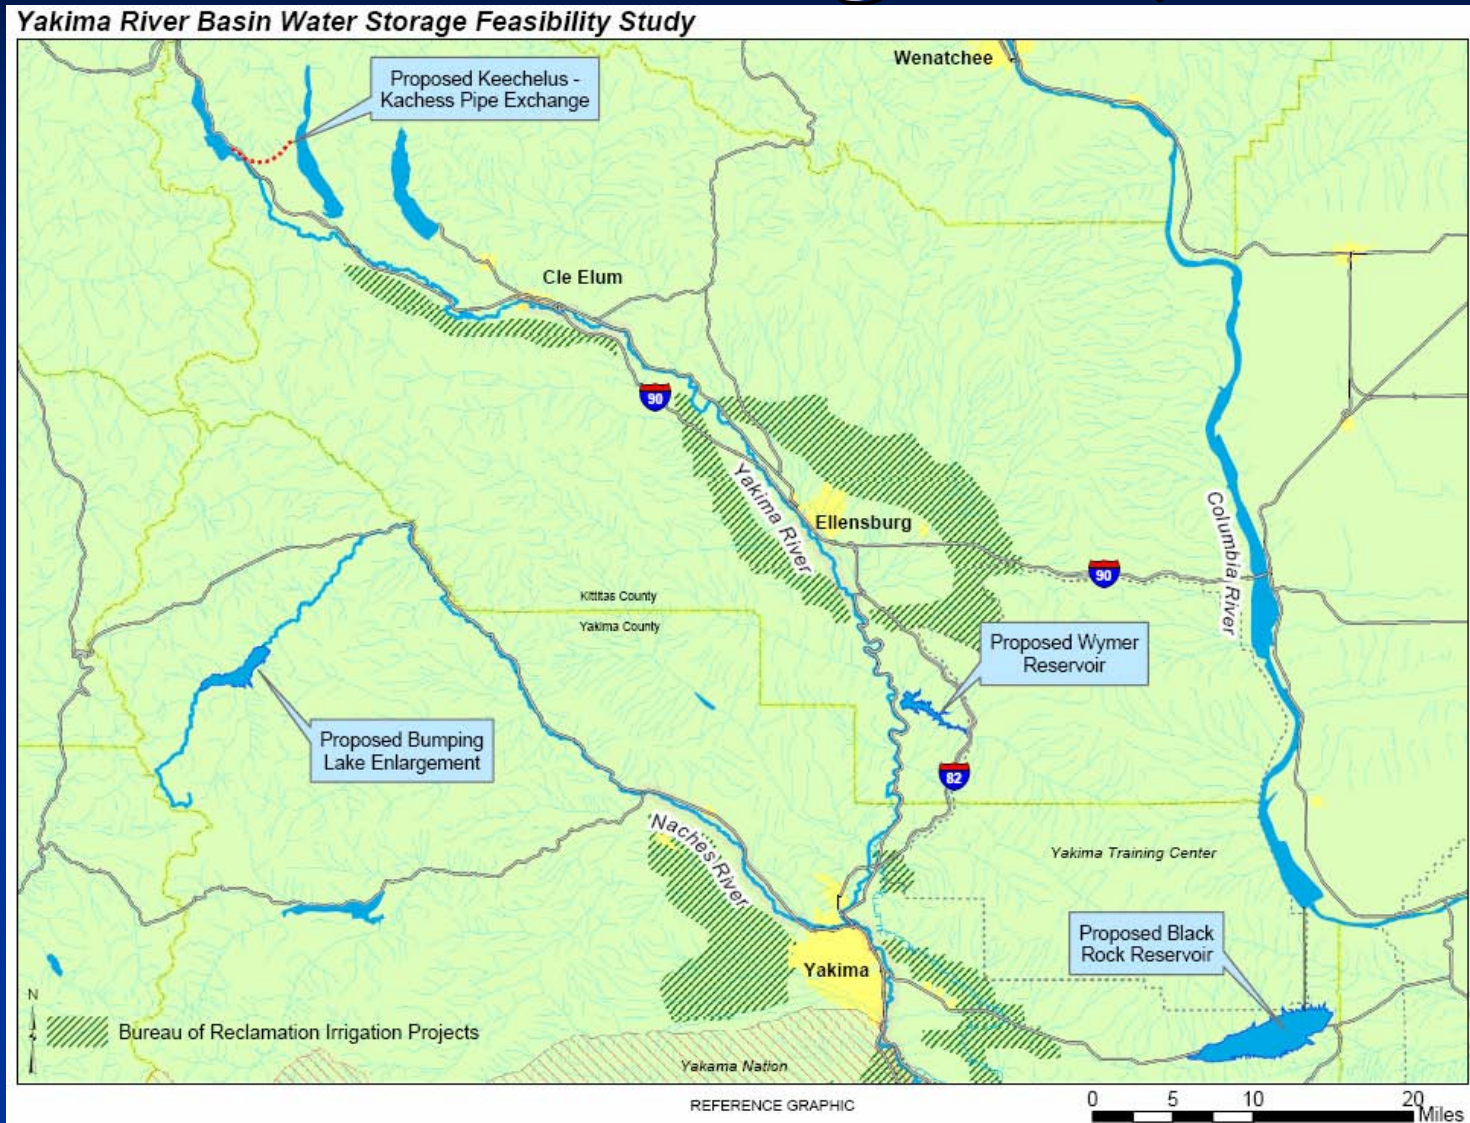 Yakima River Basin Water Storage Feasibility Study
Wenatchee
Proposed Keechelus -
Kachess Pipe Exchange
Cle Elum
90
Yakima River
Ellensburg
Columbia River
90
Kittitas County
Yakima County
Proposed Wymer
Reservoir
Proposed Bumping
Lake Enlargement
82
Naches River
Yakima Training Center
Proposed Black
Rock Reservoir
Yakima
N
Bureau of Reclamation Irrigation Projects
Yakama Nation
REFERENCE GRAPHIC
0 5 10 20
Miles